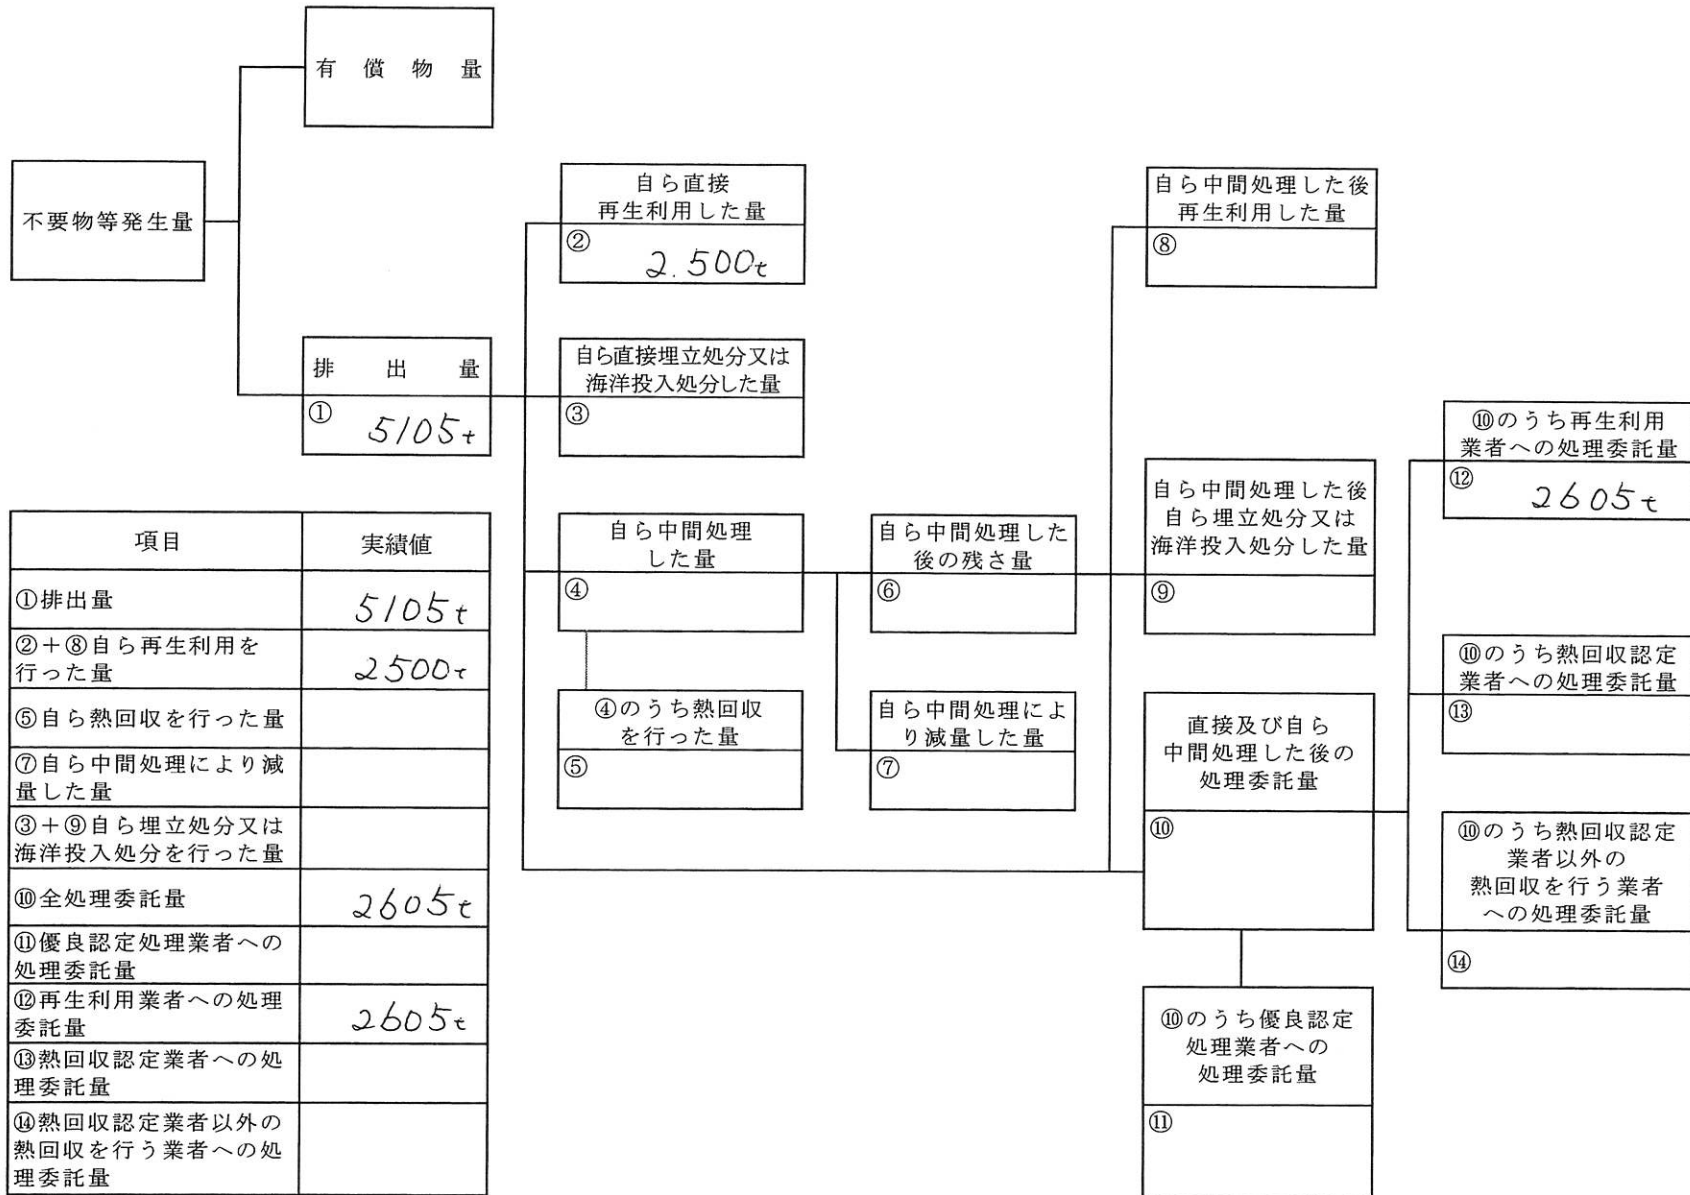 有償物量
不要物等発生量
排出量
① 5105t
自ら直接
再生利用した量
② 2.500t
自ら直接埋立処分又は
海洋投入処分した量
③
自ら中間処理
した量
④
④のうち熱回収
を行った量
⑤
自ら中間処理した
後の残さ量
⑥
自ら中間処理によ
り減量した量
⑦
自ら中間処理した後
再生利用した量
⑧
自ら中間処理した後
自ら埋立処分又は
海洋投入処分した量
⑨
直接及び自ら
中間処理した後の
処理委託量
⑩
⑩のうち優良認定
処理業者への
処理委託量
⑪
⑩のうち再生利用
業者への処理委託量
⑫ 2605t
⑩のうち熱回収認定
業者への処理委託量
⑬
⑩のうち熱回収認定
業者以外の
熱回収を行う業者
への処理委託量
⑭
項目 実績値
①排出量 5105t
②+⑧自ら再生利用を
行った量 2500t
⑤自ら熱回収を行った量
⑦自ら中間処理により減
量した量
③+⑨自ら埋立処分又は
海洋投入処分を行った量
⑩全処理委託量 2605t
⑪優良認定処理業者への
処理委託量
⑫再生利用業者への処理
委託量 2605t
⑬熱回収認定業者への処
理委託量
⑭熱回収認定業者以外の
熱回収を行う業者への処
理委託量